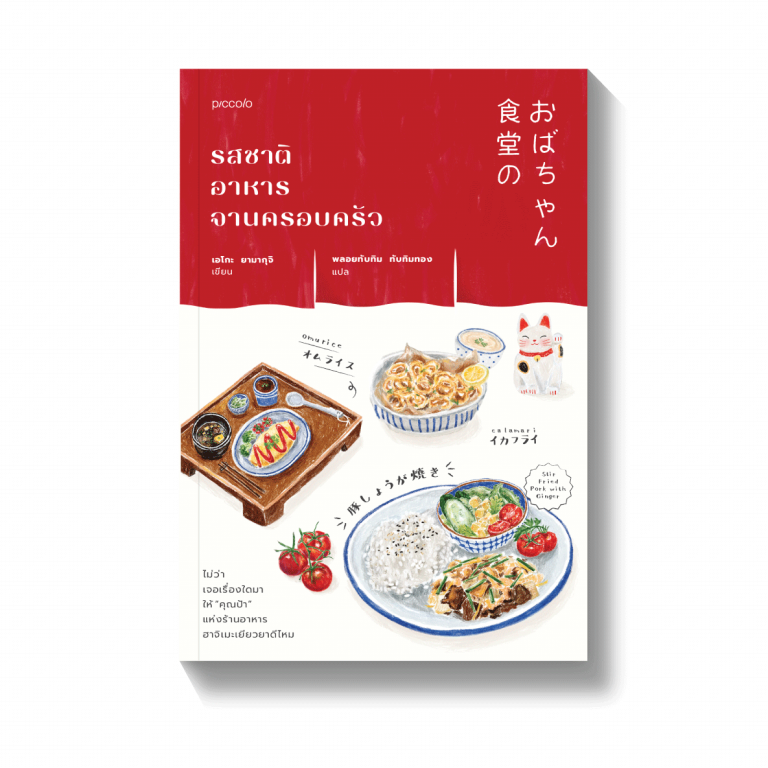 piccolo
おばちゃん
食堂の
รสชาติ
อาหาร
จานครอบครัว
เอโกะ ยามากุจิ
เขียน
พลอยทับทิม ทับทิมทอง
แปล
omurice
オムライス
calamari
イカフライ
豚しょうが焼き
Stir
Fried
Pork with
Ginger
ไม่ว่า
เจอเรื่องใดมา
ให้ "คุณป้า"
แห่งร้านอาหาร
ฮาจิเมะเยียวยาดีไหม